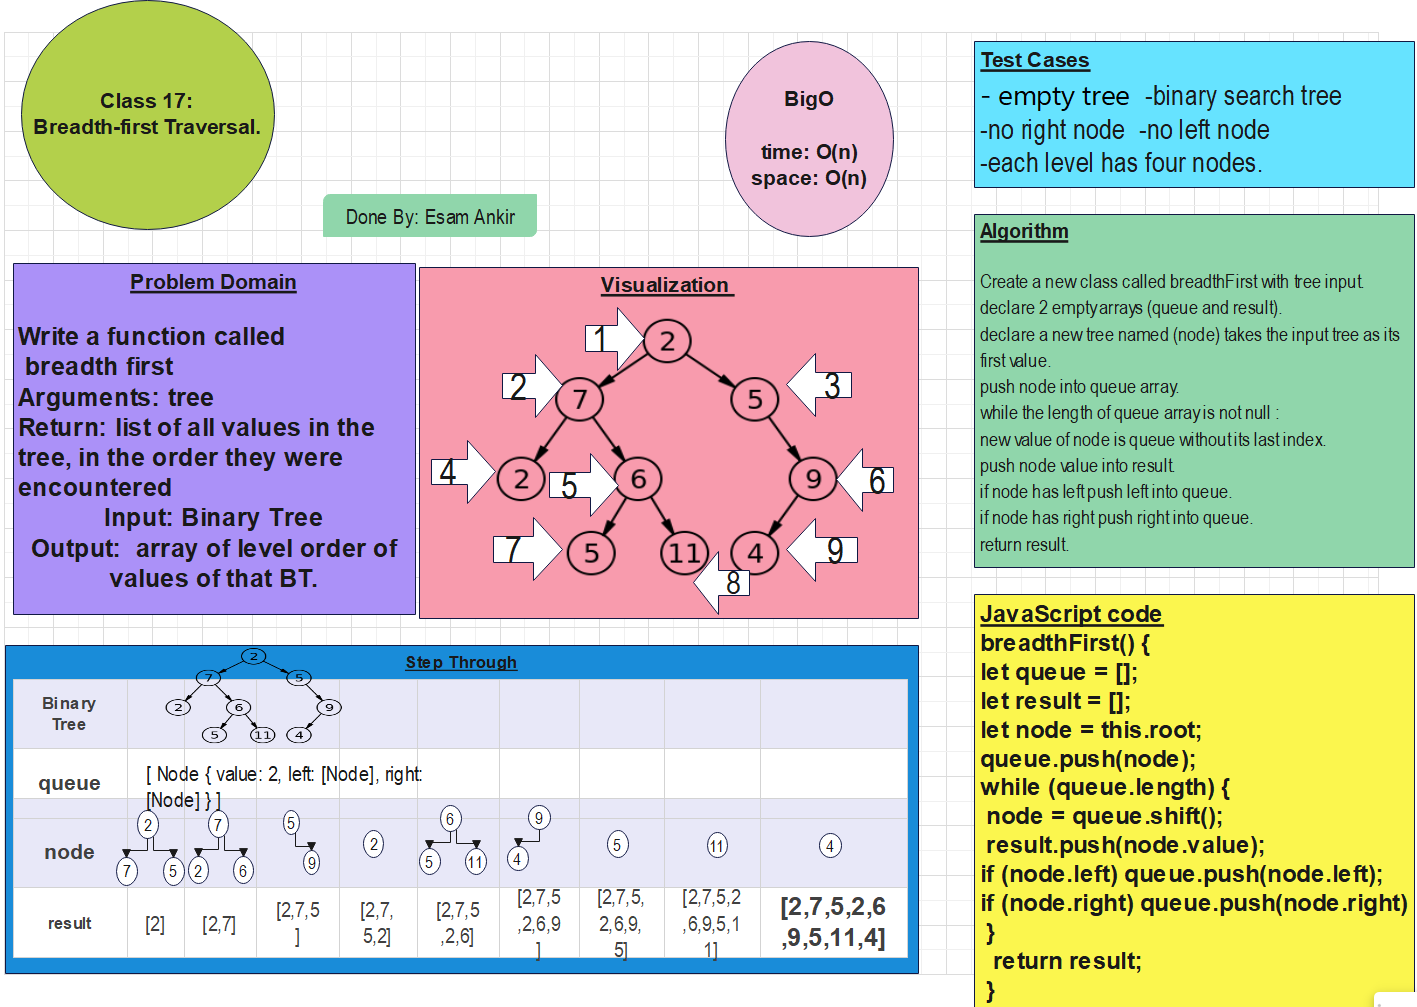 Class 17:
Breadth-first Traversal.
BigO
time: O(n)
space: O(n)
Done By: Esam Ankir
Test Cases
- empty tree -binary search tree
-no right node -no left node
-each level has four nodes.
Problem Domain
Write a function called
breadth first
Arguments: tree
Return: list of all values in the
tree, in the order they were
encountered
Input: Binary Tree
Output: array of level order of
values of that BT.
Visualization
1 2
2 7 5 3
4 2 5 6 9 6
7 5 11 4 9
8
Algorithm
Create a new class called breadthFirst with tree input.
declare 2 empty arrays (queue and result).
declare a new tree named (node) takes the input tree as its
first value.
push node into queue array.
while the length of queue array is not null :
new value of node is queue without its last index.
push node value into result.
if node has left push left into queue.
if node has right push right into queue.
return result.
Step Through
Binary
Tree
2
7 5
2 6 9
5 11 4
queue
[ Node { value: 2, left: [Node], right:
[Node] } ]
node
2 7 5 2 6 9 5 11 4
7 5 2 6 9 5 11 4
result
[2]
[2,7]
[2,7,5
]
[2,7,
5,2]
[2,7,5
,2,6]
[2,7,5
,2,6,9
]
[2,7,5,
2,6,9,
5]
[2,7,5,2
,6,9,5,1
1]
[2,7,5,2,6
,9,5,11,4]
JavaScript code
breadthFirst() {
let queue = [];
let result = [];
let node = this.root;
queue.push(node);
while (queue.length) {
node = queue.shift();
result.push(node.value);
if (node.left) queue.push(node.left);
if (node.right) queue.push(node.right)
}
return result;
}